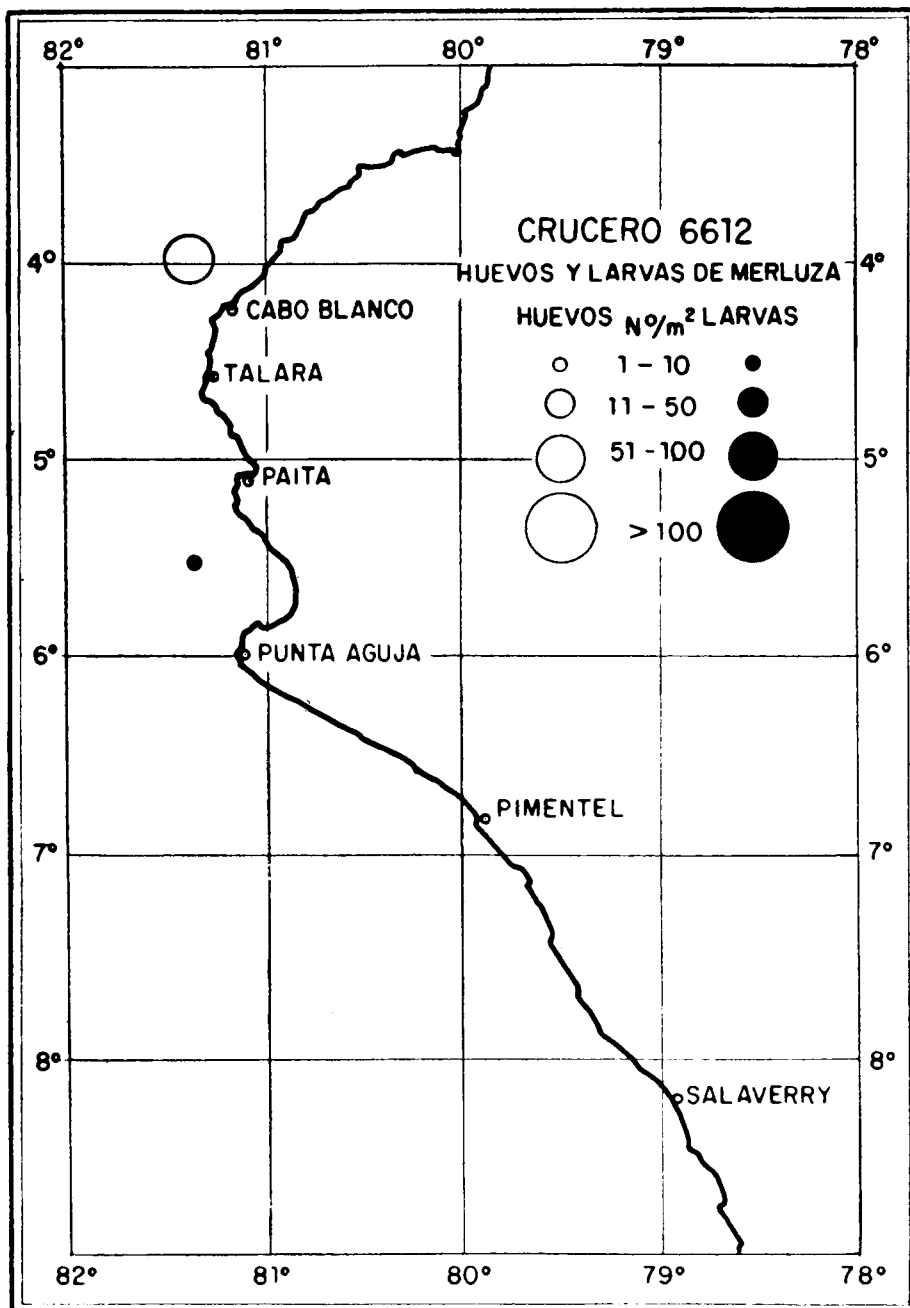 82° 81° 80° 79° 78°
CRUCERO 6612
4° 4°
HUEVOS Y LARVAS DE MERLUZA
CABO BLANCO
HUEVOS Nº/m² LARVAS
1 - 10
TALARA
11 - 50
5° 51 - 100 5°
PAITA
> 100
6° PUNTA AGUJA 6°
PIMENTEL
7° 7°
8° 8°
SALAVERRY
82° 81° 80° 79° 78°